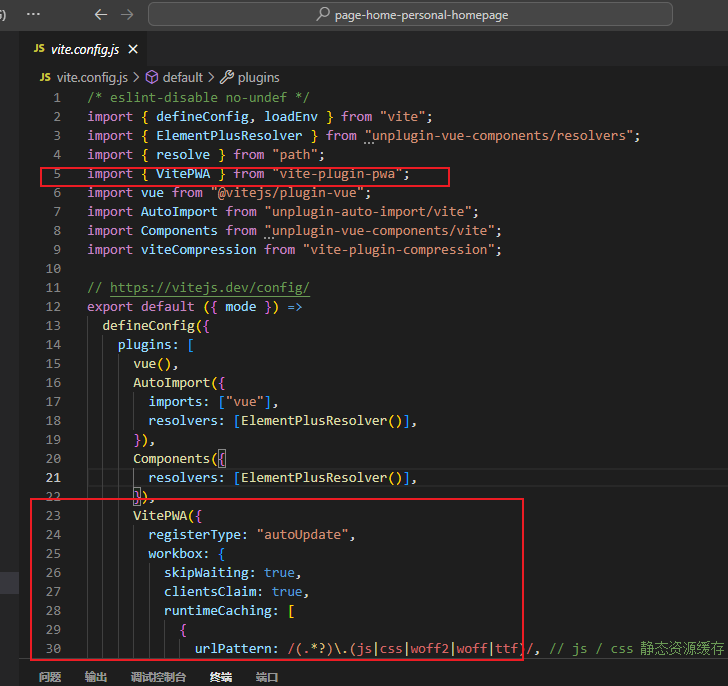 page-home-personal-homepage
JS vite.config.js
JS vite.config.js > default > plugins
1 /* eslint-disable no-undef */
2 import { defineConfig, loadEnv } from "vite";
3 import { ElementPlusResolver } from "unplugin-vue-components/resolvers";
4 import { resolve } from "path";
5 import { VitePWA } from "vite-plugin-pwa";
6 import vue from "@vitejs/plugin-vue";
7 import AutoImport from "unplugin-auto-import/vite";
8 import Components from "unplugin-vue-components/vite";
9 import viteCompression from "vite-plugin-compression";
10
11 // https://vitejs.dev/config/
12 export default ({ mode }) =>
13 defineConfig({
14 plugins: [
15 vue(),
16 AutoImport({
17 imports: ["vue"],
18 resolvers: [ElementPlusResolver()],
19 }),
20 Components({
21 resolvers: [ElementPlusResolver()],
22 }),
23 VitePWA({
24 registerType: "autoUpdate",
25 workbox: {
26 skipWaiting: true,
27 clientsClaim: true,
28 runtimeCaching: [
29 {
30 urlPattern: /(.*?)\.(js|css|woff2|woff|ttf)/, // js / css 静态资源缓存
问题 输出 调试控制台 终端 端口